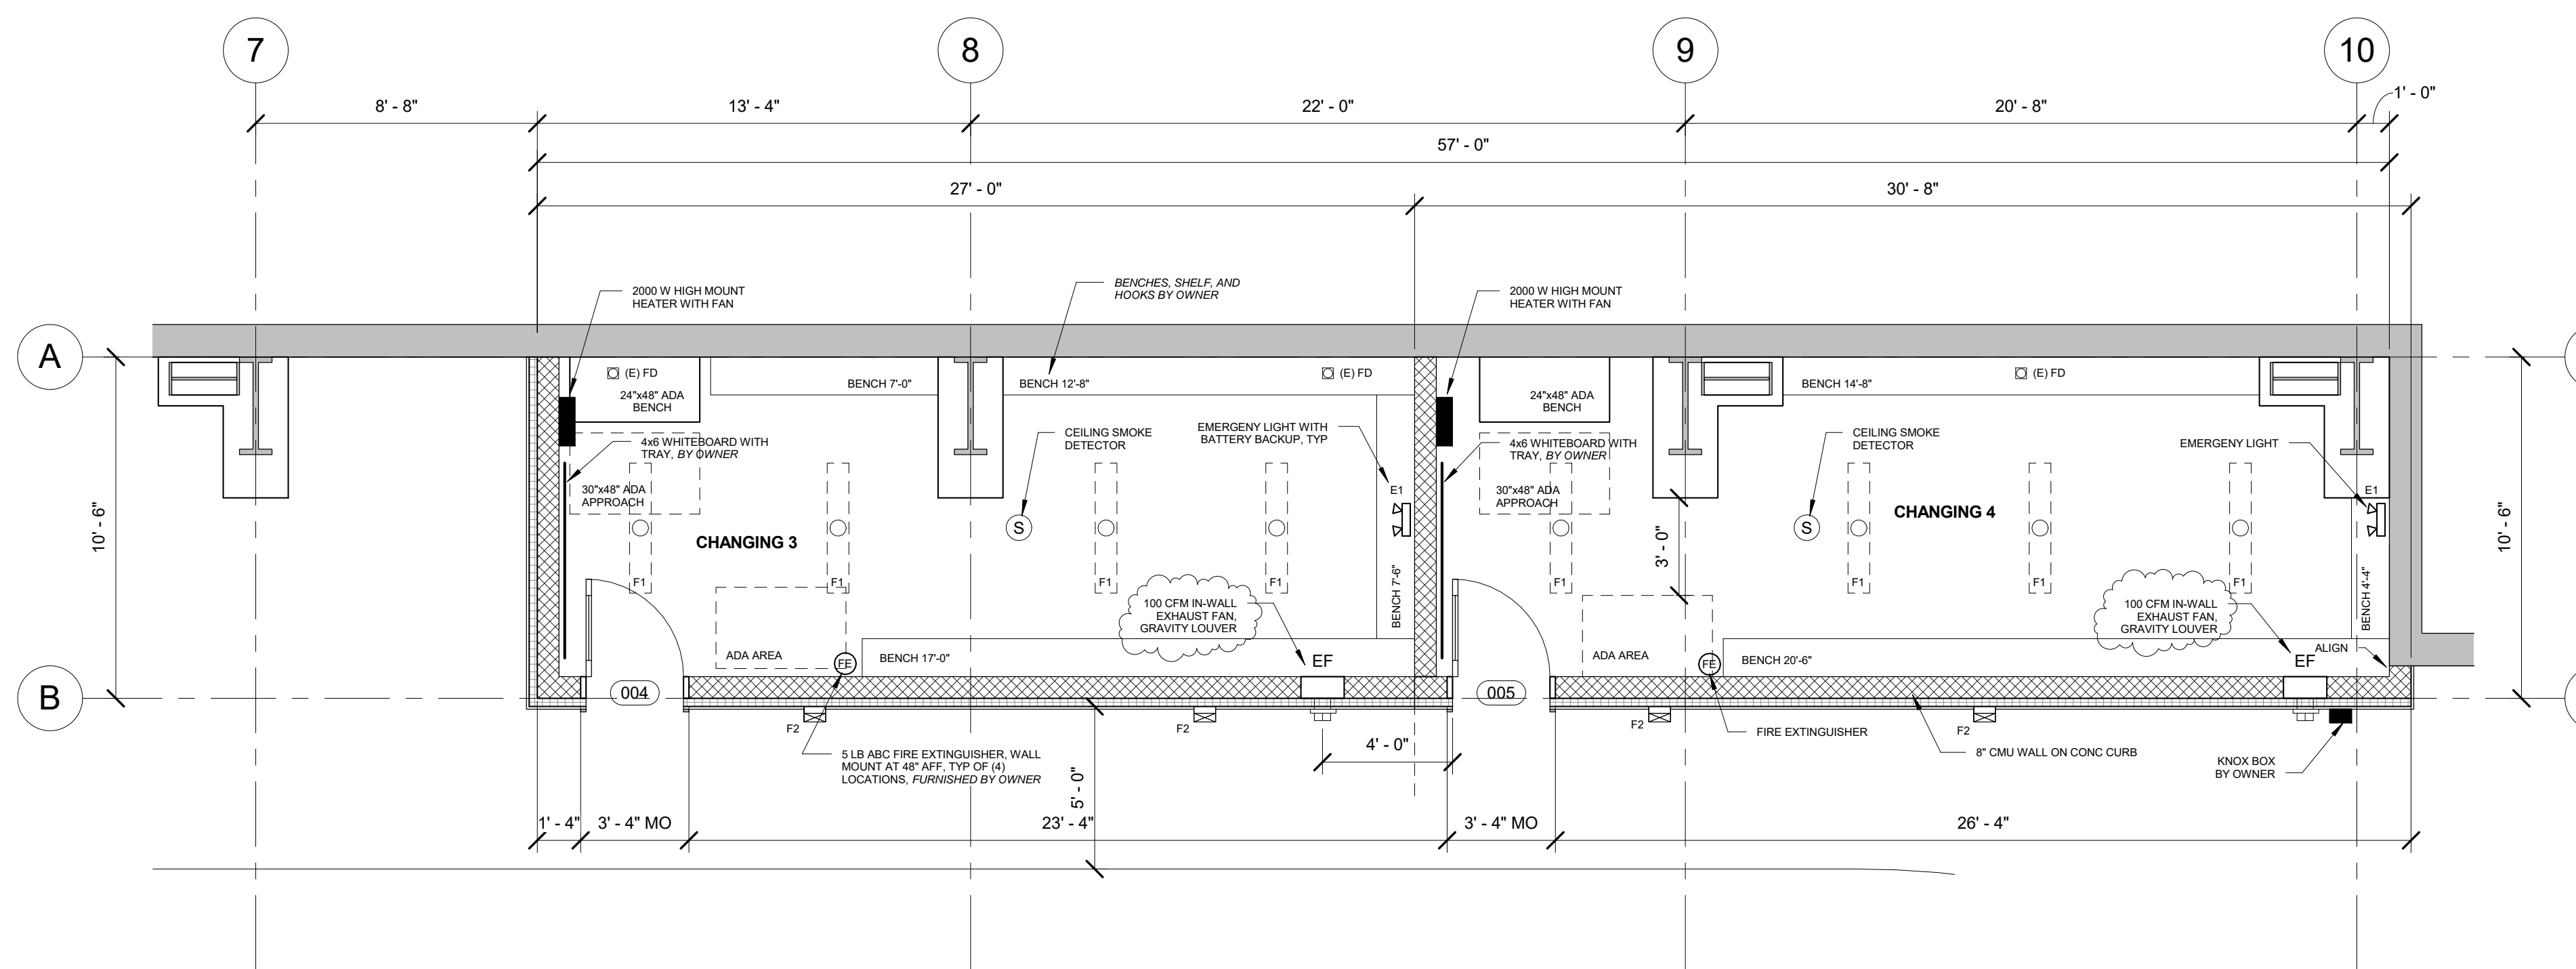 7
8
9
10
8' - 8"
13' - 4"
22' - 0"
20' - 8"
1' - 0"
57' - 0"
27' - 0"
30' - 8"
2000 W HIGH MOUNT
HEATER WITH FAN
BENCHES, SHELF, AND
HOOKS BY OWNER
2000 W HIGH MOUNT
HEATER WITH FAN
A
(E) FD
BENCH 7'-0"
BENCH 12'-8"
(E) FD
BENCH 14'-8"
(E) FD
24"x48" ADA
BENCH
24"x48" ADA
BENCH
4x6 WHITEBOARD WITH
TRAY, BY OWNER
CEILING SMOKE
DETECTOR
EMERGENY LIGHT WITH
BATTERY BACKUP, TYP
4x6 WHITEBOARD WITH
TRAY, BY OWNER
CEILING SMOKE
DETECTOR
EMERGENY LIGHT
30"x48" ADA
APPROACH
E1
30"x48" ADA
APPROACH
E1
10' - 6"
CHANGING 3
S
3' - 0"
S
CHANGING 4
10' - 6"
F1
F1
F1
F1
F1
F1
F1
F1
100 CFM IN-WALL
EXHAUST FAN,
GRAVITY LOUVER
BENCH 7'-6"
100 CFM IN-WALL
EXHAUST FAN,
GRAVITY LOUVER
BENCH 4'-4"
ADA AREA
FE
BENCH 17'-0"
EF
ADA AREA
FE
BENCH 20'-6"
EF
ALIGN
B
004
005
F2
F2
F2
F2
5 LB ABC FIRE EXTINGUISHER, WALL
MOUNT AT 48" AFF, TYP OF (4)
LOCATIONS, FURNISHED BY OWNER
5' - 0"
4' - 0"
FIRE EXTINGUISHER
8" CMU WALL ON CONC CURB
KNOX BOX
BY OWNER
1' - 4"
3' - 4" MO
23' - 4"
3' - 4" MO
26' - 4"